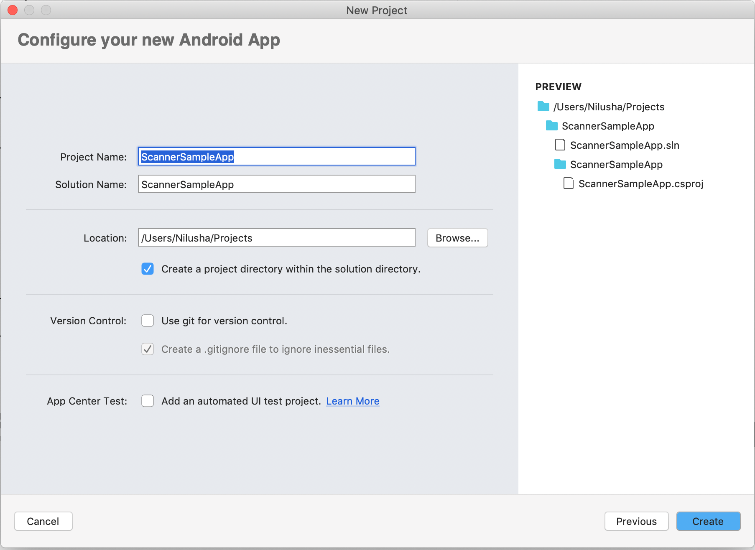 New Project
Configure your new Android App
Project Name: ScannerSampleApp
Solution Name: ScannerSampleApp
Location: /Users/Nilusha/Projects Browse...
Create a project directory within the solution directory.
Version Control: Use git for version control.
Create a .gitignore file to ignore inessential files.
App Center Test: Add an automated UI test project. Learn More
PREVIEW
/Users/Nilusha/Projects
ScannerSampleApp
ScannerSampleApp.sln
ScannerSampleApp
ScannerSampleApp.csproj
Cancel Previous Create